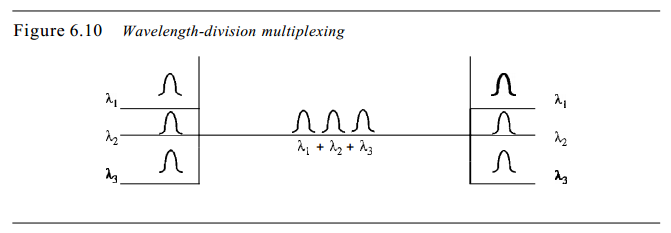 Figure 6.10 Wavelength-division multiplexing
λ1 λ1
λ2 λ1 + λ2 + λ3 λ2
λ3 λ3